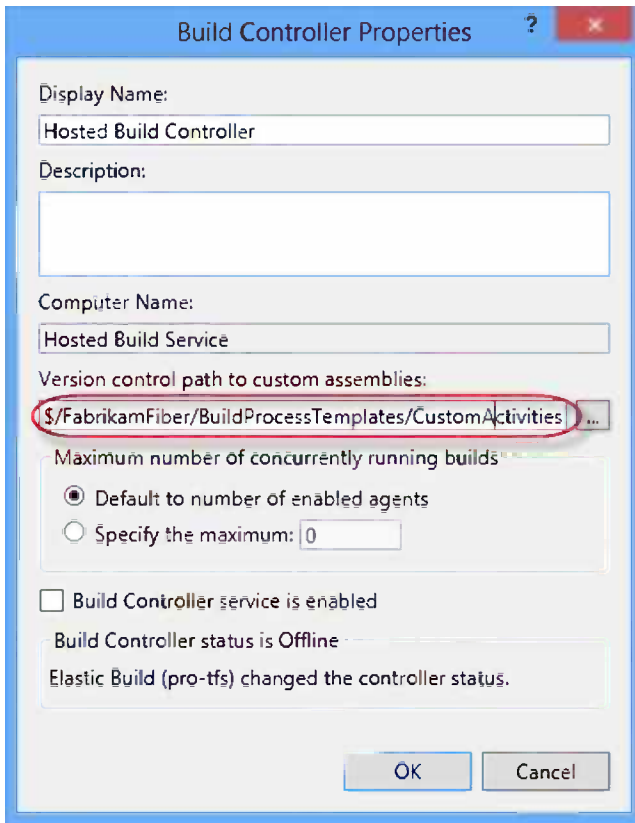 Build Controller Properties
?
Display Name:
Hosted Build Controller
Description:
Computer Name:
Hosted Build Service
Version control path to custom assemblies:
$/FabrikamFiber/BuildProcessTemplates/CustomActivities
...
Maximum number of concurrently running builds
Default to number of enabled agents
Specify the maximum: 0
Build Controller service is enabled
Build Controller status is Offline
Elastic Build (pro-tfs) changed the controller status.
OK Cancel